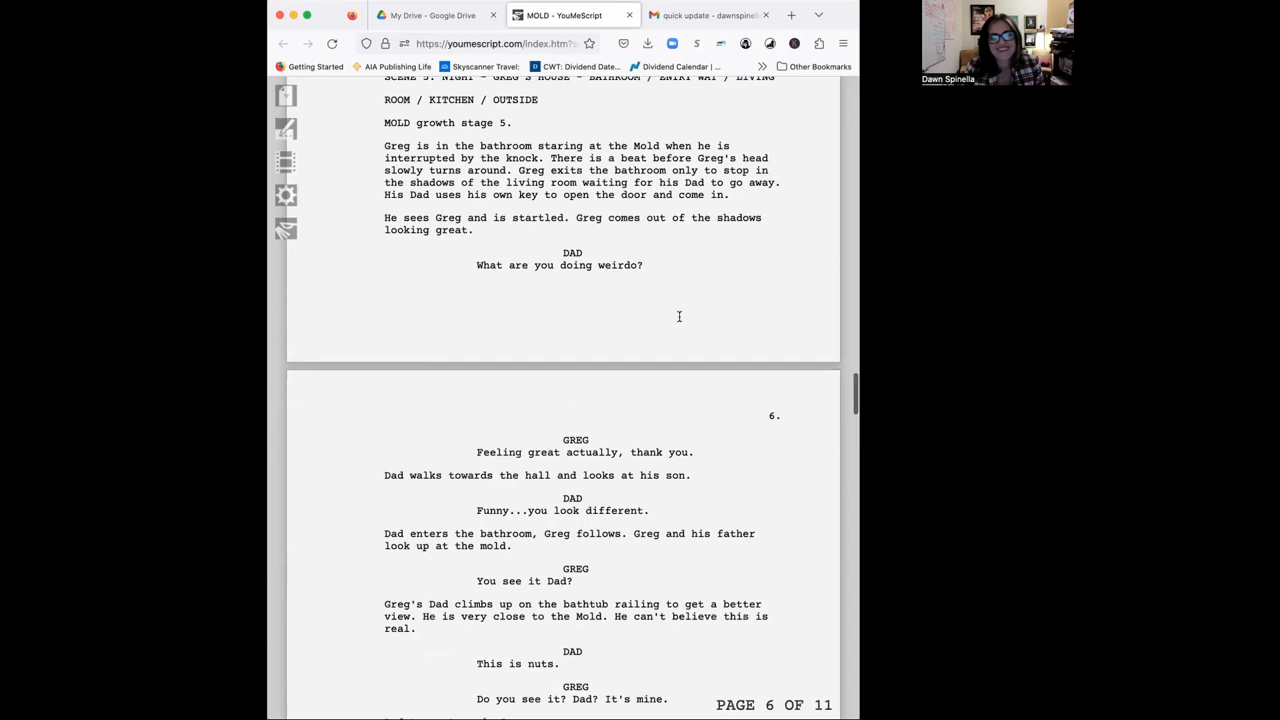 My Drive - Google Drive
MOLD - YouMeScript
quick update - dawnspinell
https://youmescript.com/index.htm?s
Getting Started
AIA Publishing Life
Skyscanner Travel:
CWT: Dividend Date...
Dividend Calendar | ...
Other Bookmarks
Dawn Spinella
SCENE 5. NIGHT - GREG'S HOUSE - BATHROOM / ENTRY WAY / LIVING
ROOM / KITCHEN / OUTSIDE
MOLD growth stage 5.
Greg is in the bathroom staring at the Mold when he is
interrupted by the knock. There is a beat before Greg's head
slowly turns around. Greg exits the bathroom only to stop in
the shadows of the living room waiting for his Dad to go away.
His Dad uses his own key to open the door and come in.
He sees Greg and is startled. Greg comes out of the shadows
looking great.
DAD
What are you doing weirdo?
6.
GREG
Feeling great actually, thank you.
Dad walks towards the hall and looks at his son.
DAD
Funny...you look different.
Dad enters the bathroom, Greg follows. Greg and his father
look up at the mold.
GREG
You see it Dad?
Greg's Dad climbs up on the bathtub railing to get a better
view. He is very close to the Mold. He can't believe this is
real.
DAD
This is nuts.
GREG
Do you see it? Dad? It's mine.
PAGE 6 OF 11